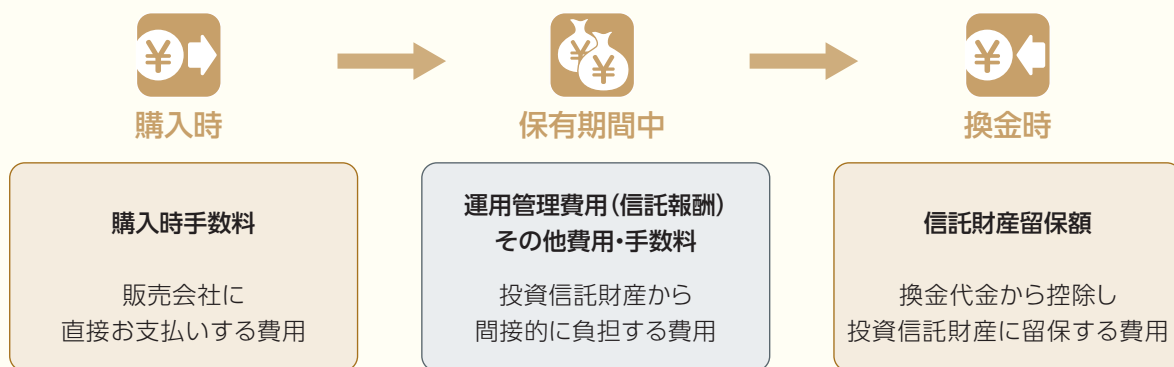 ¥
¥
¥
¥
購入時
保有期間中
換金時
購入時手数料
販売会社に
直接お支払いする費用
運用管理費用(信託報酬)
その他費用・手数料
投資信託財産から
間接的に負担する費用
信託財産留保額
換金代金から控除し
投資信託財産に留保する費用